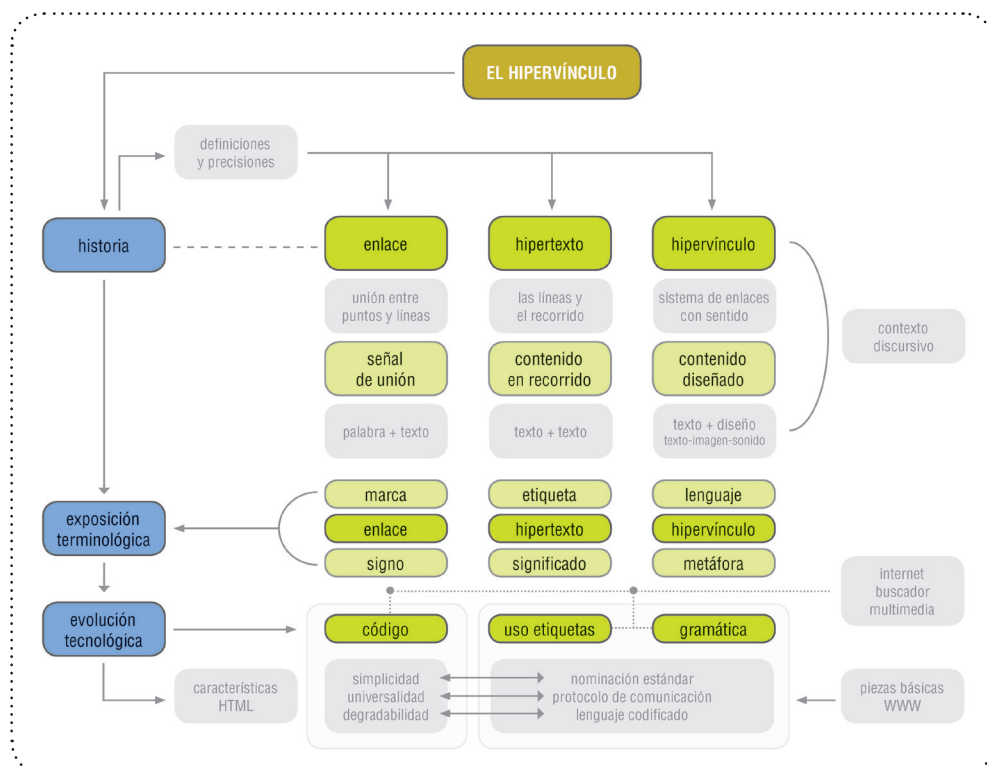 EL HIPERVÍNCULO
definiciones
y precisiones
historia
enlace
hipertexto
hipervínculo
unión entre
puntos y líneas
las líneas y
el recorrido
sistema de enlaces
con sentido
contexto
discursivo
señal
de unión
contenido
en recorrido
contenido
diseñado
palabra + texto
texto + texto
texto + diseño
texto-imagen-sonido
marca
etiqueta
lenguaje
exposición
terminológica
enlace
hipertexto
hipervínculo
signo
significado
metáfora
internet
buscador
multimedia
evolución
tecnológica
código
uso etiquetas
gramática
características
HTML
simplicidad
universalidad
degradabilidad
nominación estándar
protocolo de comunicación
lenguaje codificado
piezas básicas
WWW